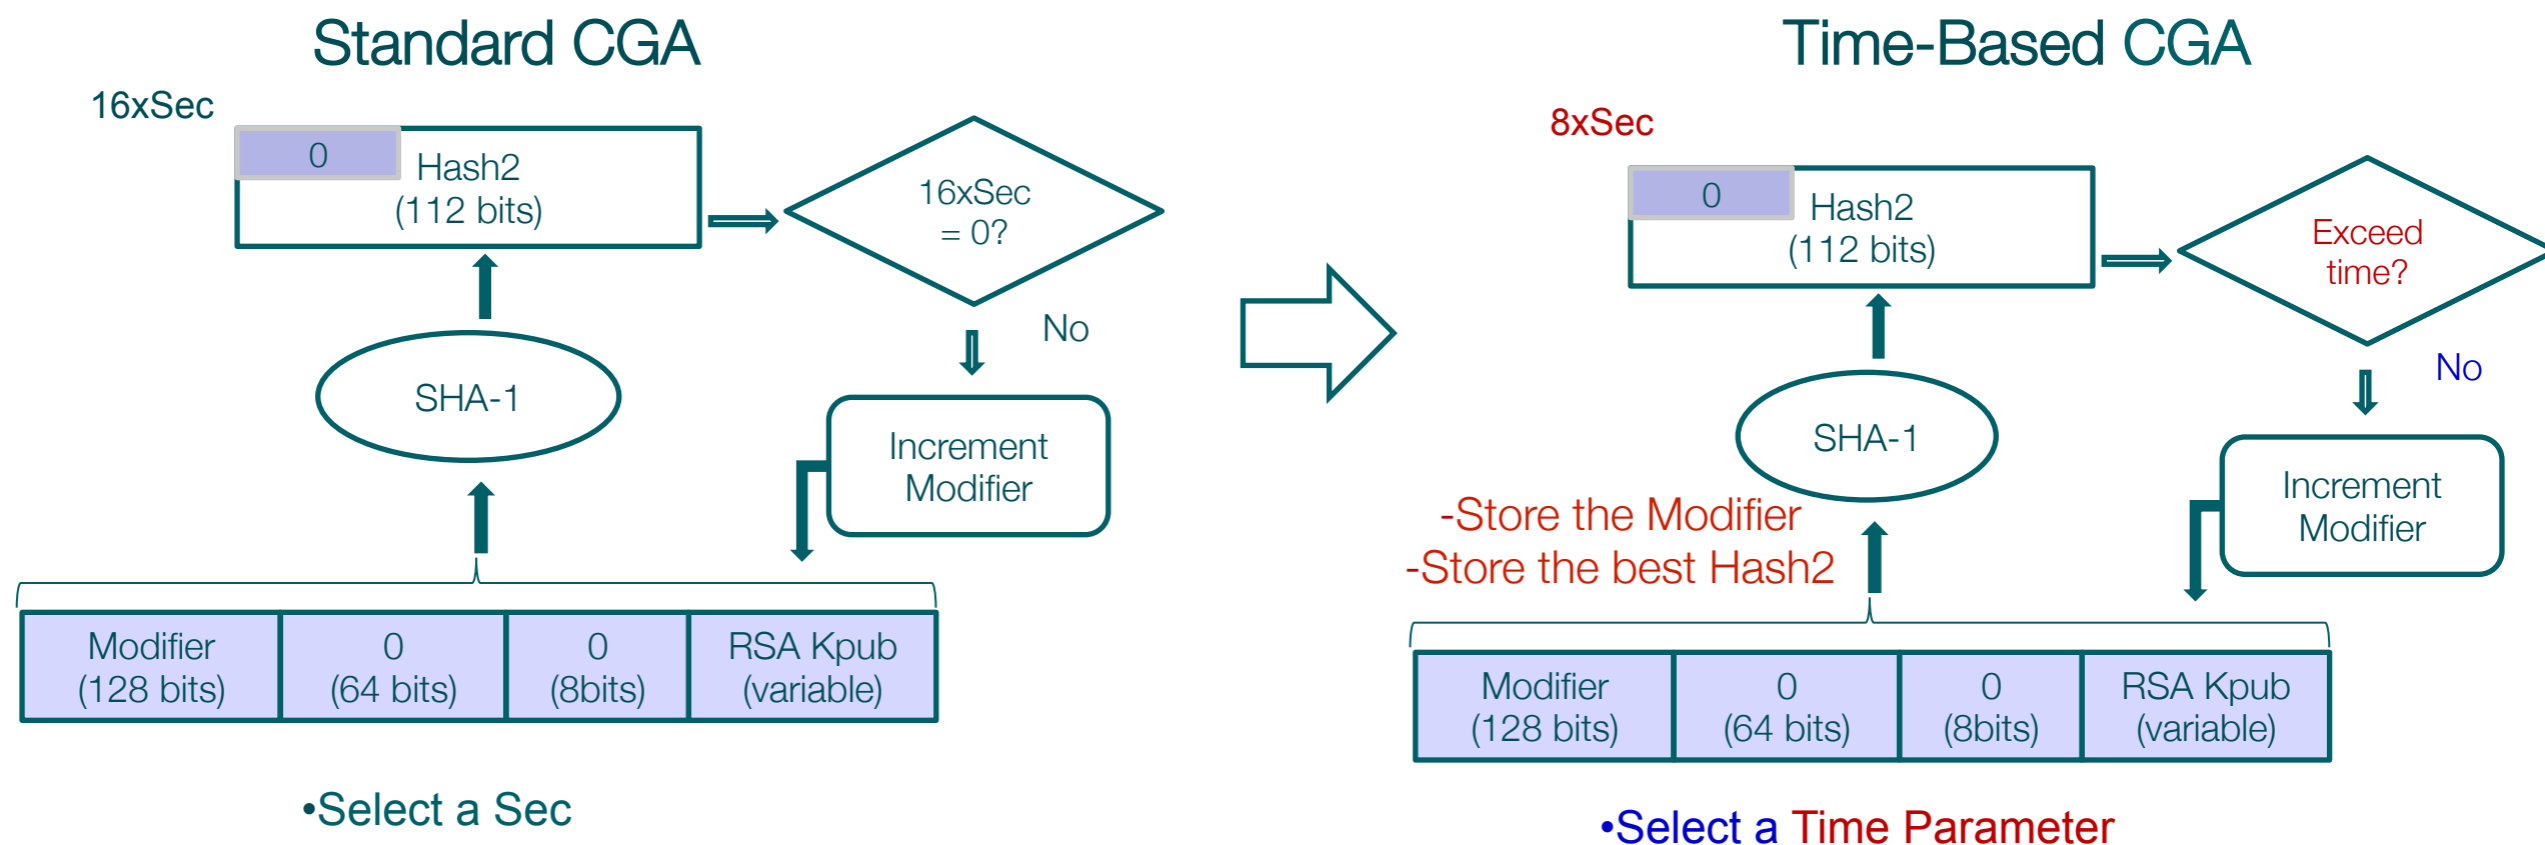 Standard CGA
16xSec
0
Hash2
(112 bits)
16xSec
= 0?
No
SHA-1
Increment
Modifier
Modifier
(128 bits)
0
(64 bits)
0
(8bits)
RSA Kpub
(variable)
•Select a Sec
Time-Based CGA
8xSec
0
Hash2
(112 bits)
Exceed
time?
No
SHA-1
Increment
Modifier
-Store the Modifier
-Store the best Hash2
Modifier
(128 bits)
0
(64 bits)
0
(8bits)
RSA Kpub
(variable)
•Select a Time Parameter